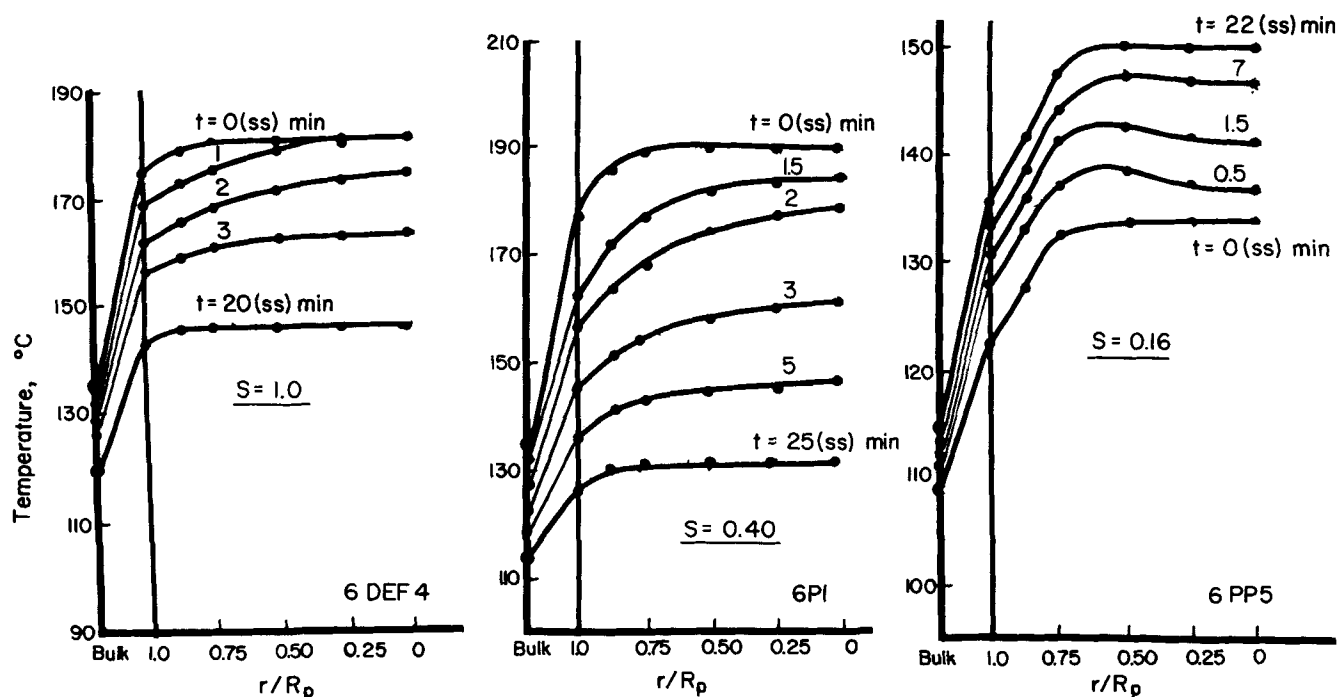 Temperature, °C
190
170
150
130
110
90
t=0(ss) min
1
2
3
t=20(ss) min
S= 1.0
6 DEF4
Bulk 1.0 0.75 0.50 0.25 0
r/Rp
210
190
170
150
130
110
t=0(ss) min
1.5
2
3
5
t= 25(ss) min
S= 0.40
6P1
Bulk 1.0 0.75 0.50 0.25 0
r/Rp
150
140
130
120
110
100
t=22(ss) min
7
1.5
0.5
t=0(ss) min
S= 0.16
6 PP5
Bulk 1.0 0.75 0.50 0.25 0
r/Rp